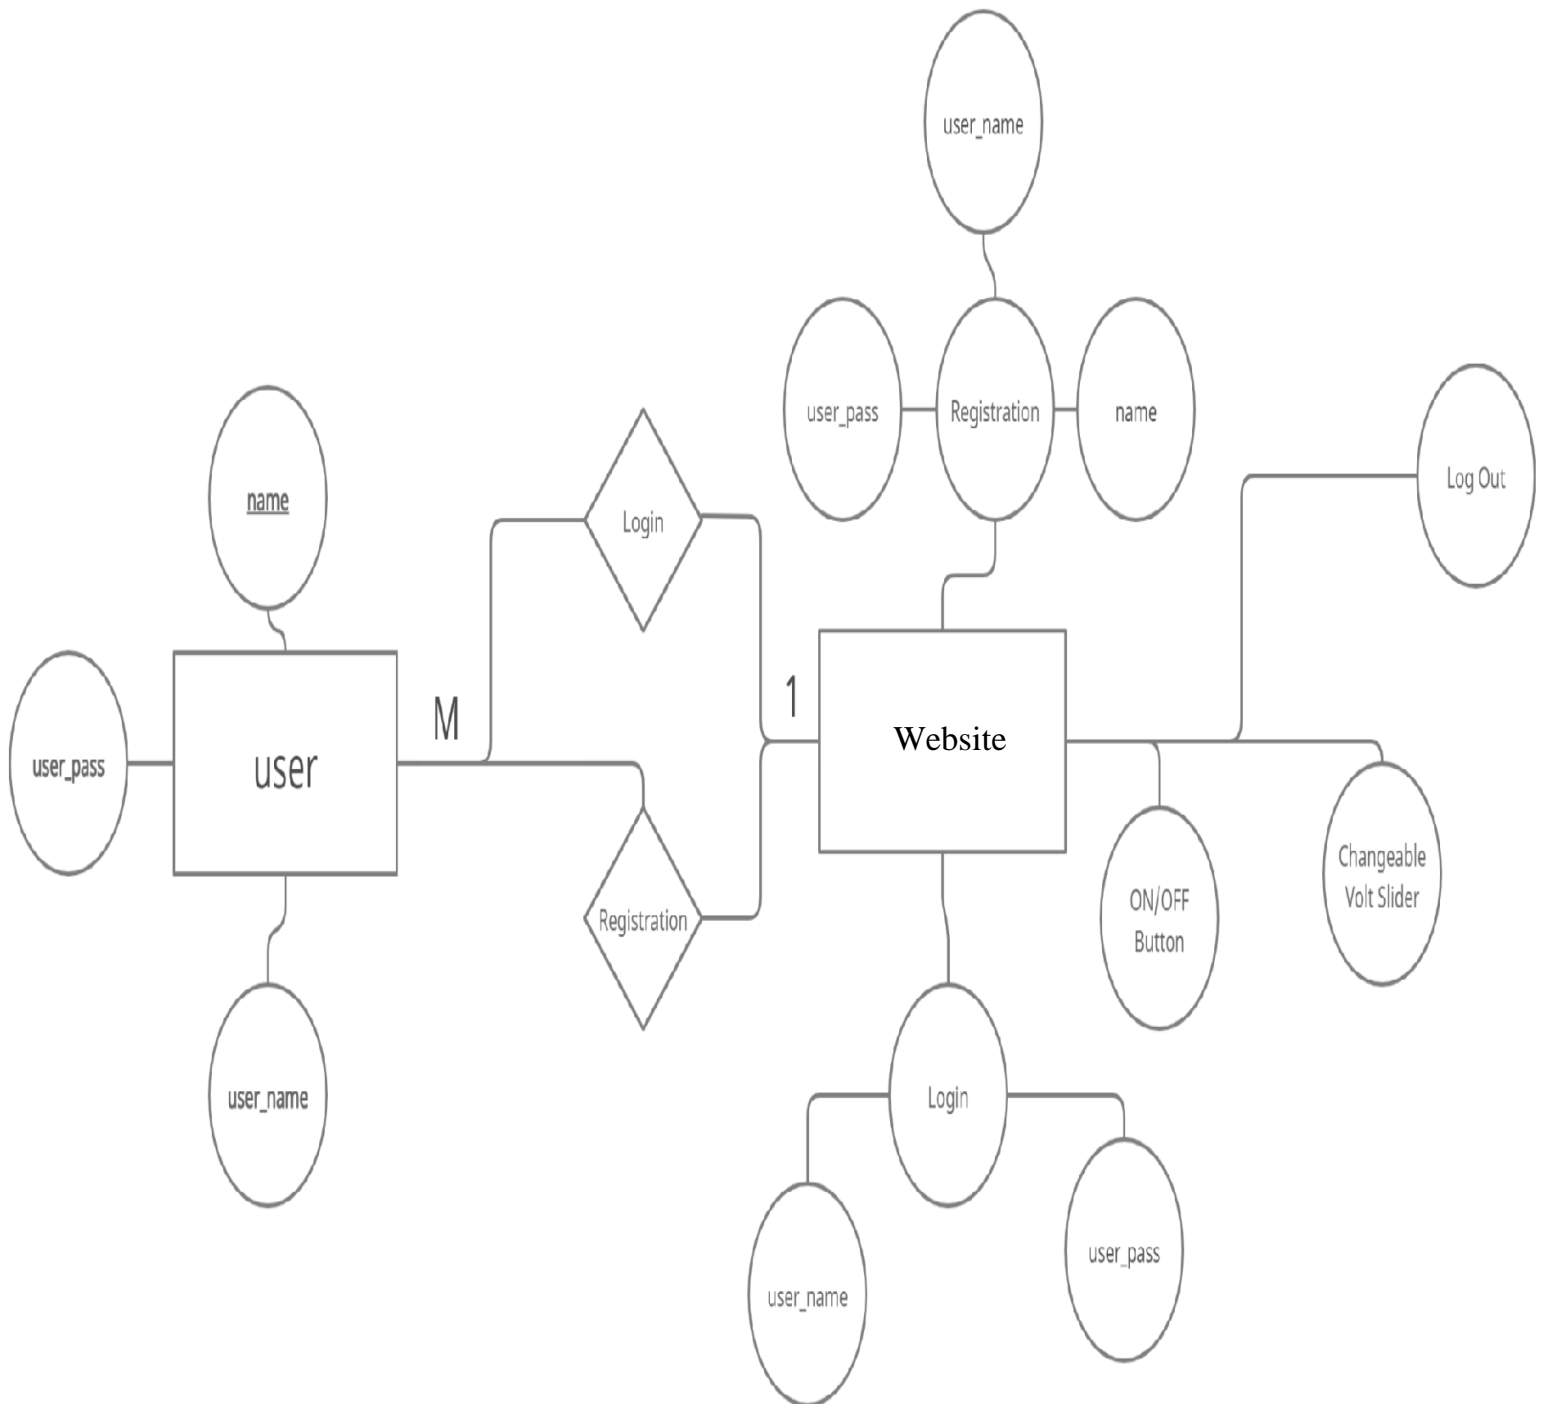 user_name
user_pass
Registration
name
Log Out
name
Login
M
1
user_pass
user
Website
Registration
Changeable
Volt Slider
ON/OFF
Button
user_name
Login
user_name
user_pass